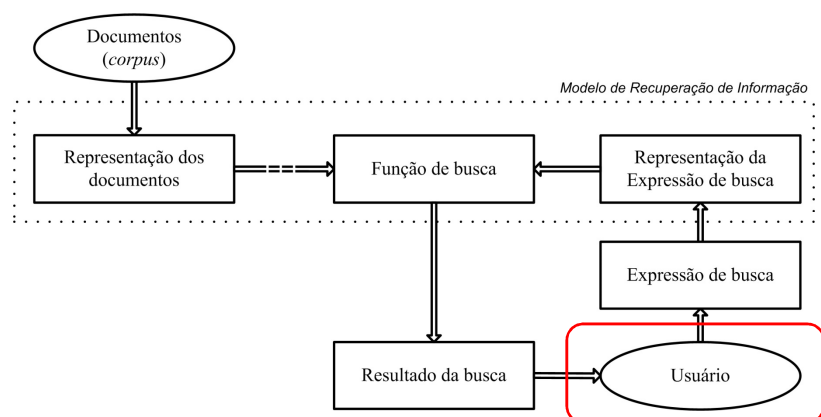 Documentos
(corpus)
Modelo de Recuperação de Informação
Representação dos
documentos
Função de busca
Representação da
Expressão de busca
Expressão de busca
Resultado da busca
Usuário